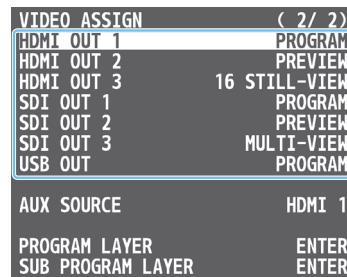 VIDEO ASSIGN ( 2/ 2)
HDMI OUT 1 PROGRAM
HDMI OUT 2 PREVIEW
HDMI OUT 3 16 STILL-VIEW
SDI OUT 1 PROGRAM
SDI OUT 2 PREVIEW
SDI OUT 3 MULTI-VIEW
USB OUT PROGRAM
AUX SOURCE HDMI 1
PROGRAM LAYER ENTER
SUB PROGRAM LAYER ENTER